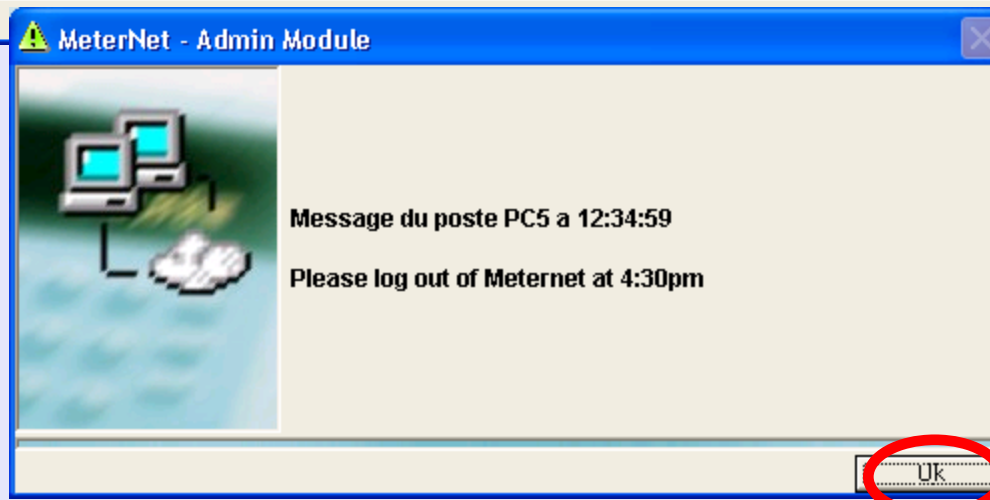 MeterNet - Admin Module
Message du poste PC5 a 12:34:59
Please log out of Meternet at 4:30pm
Ok